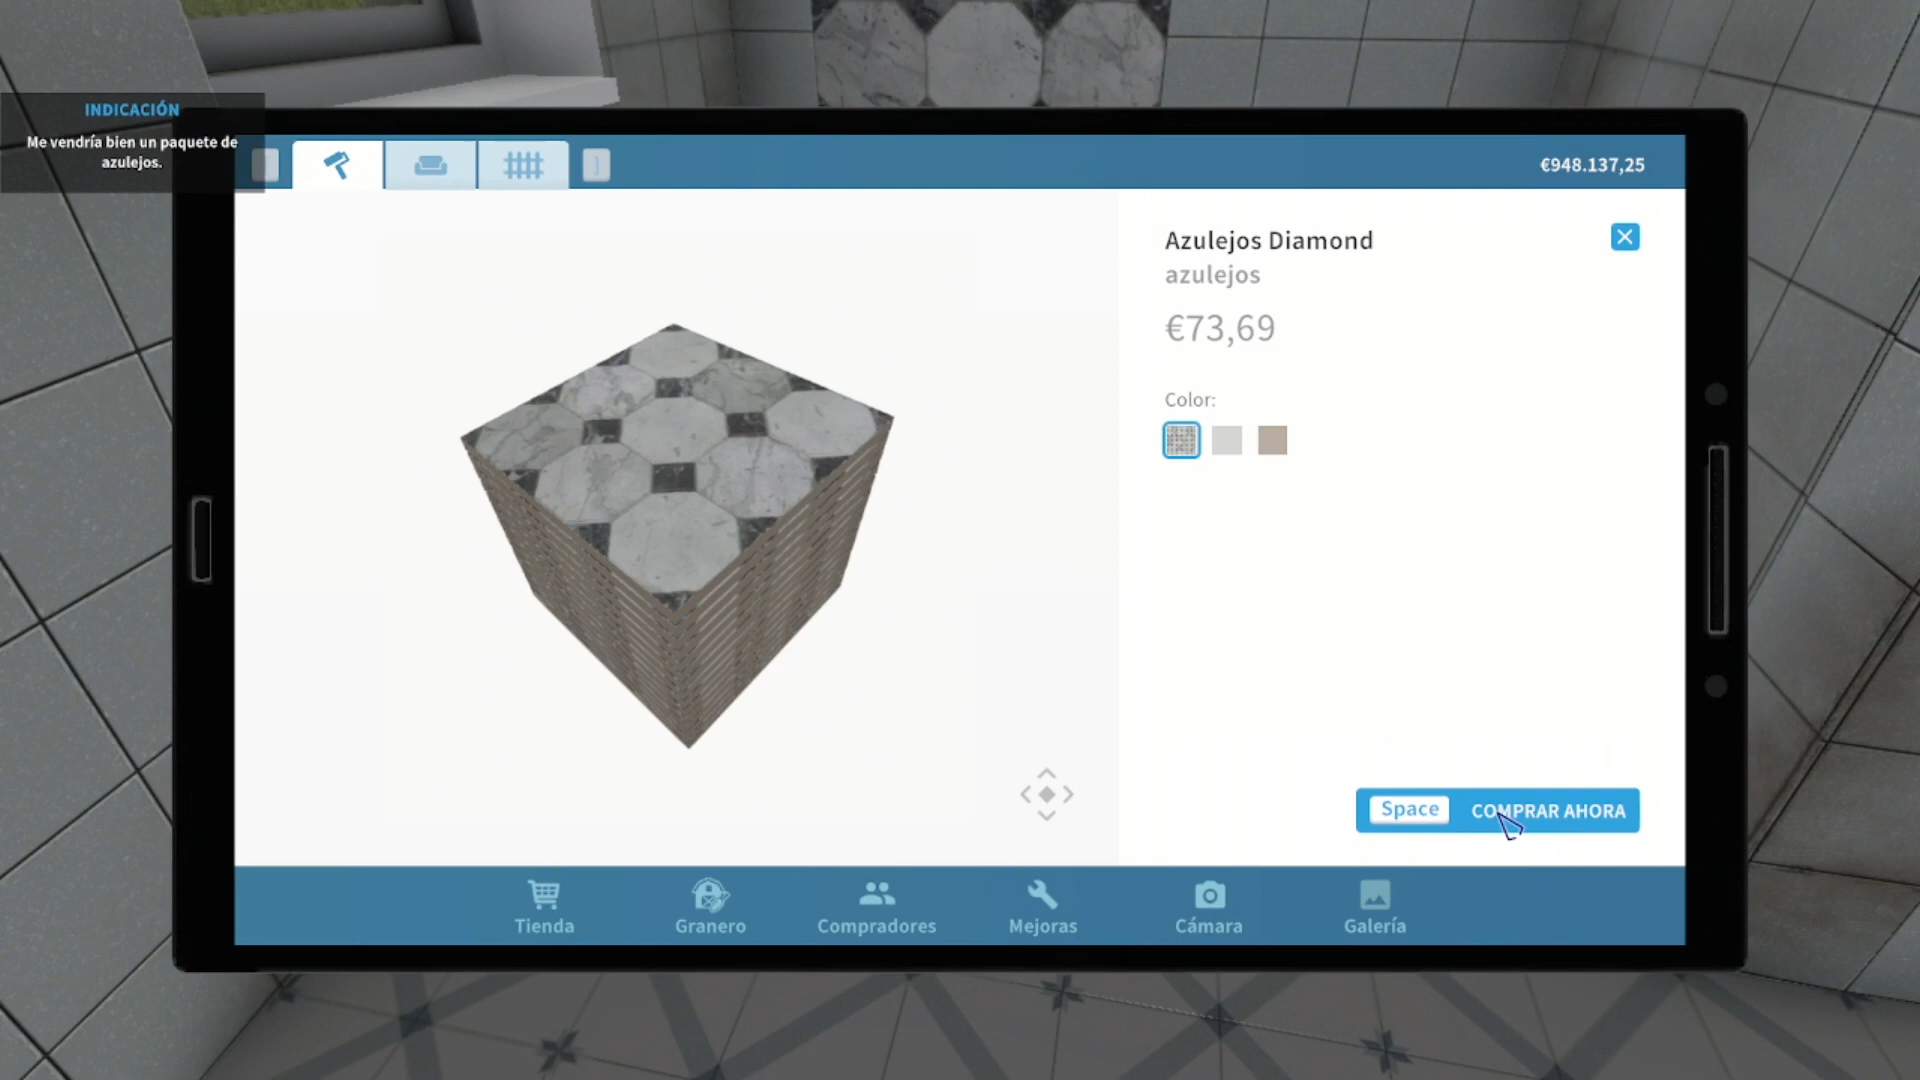 INDICACIÓN
Me vendría bien un paquete de
azulejos.
]
€948.137,25
Azulejos Diamond
azulejos
€73,69
Color:
Space COMPRAR AHORA
Tienda
Granero
Compradores
Mejoras
Cámara
Galería